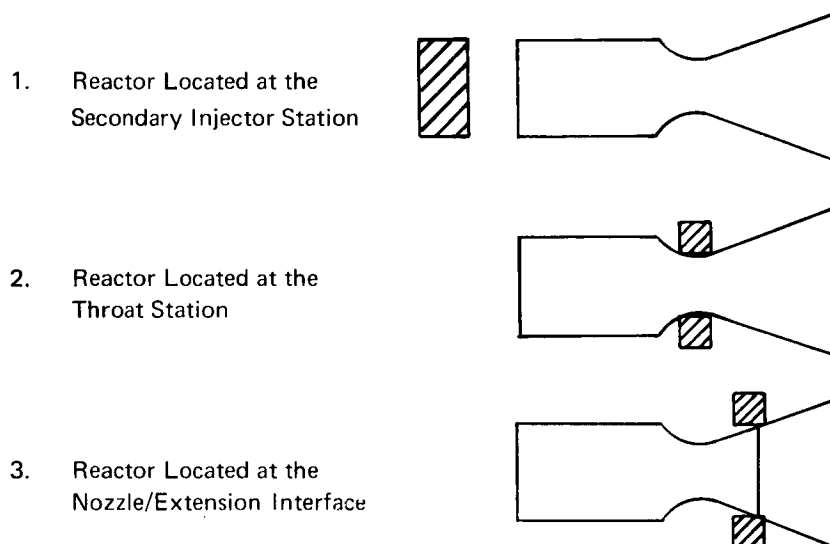 1. Reactor Located at the
Secondary Injector Station
2. Reactor Located at the
Throat Station
3. Reactor Located at the
Nozzle/Extension Interface